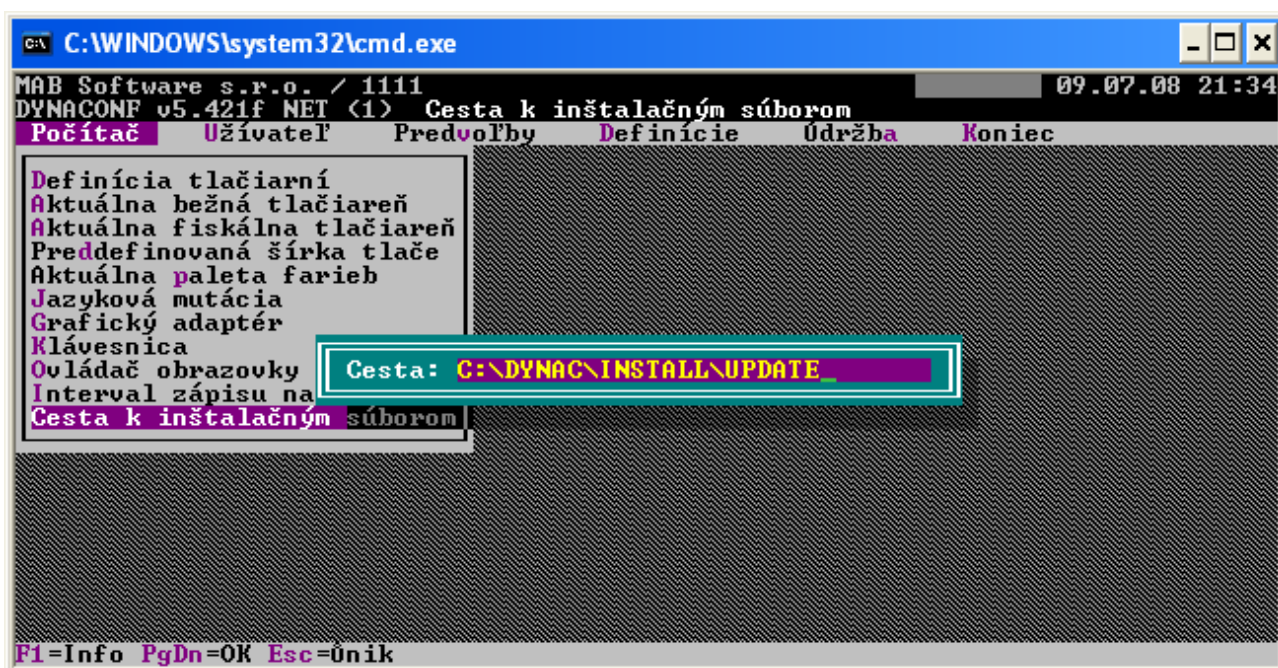 C:\WINDOWS\system32\cmd.exe
MAB Software s.r.o. / 1111 09.07.08 21:34
DYNACONF v5.421f NET (1) Cesta k inštalačným súborom
Počítač Užívateľ Predvoľby Definície Údržba Koniec
Definícia tlačiarní
Aktuálna bežná tlačiareň
Aktuálna fiskálna tlačiareň
Preddefinovaná šírka tlače
Aktuálna paleta farieb
Jazyková mutácia
Grafický adaptér
Klávesnica
Ovládač obrazovky
Cesta: C:\DYNAC\INSTALL\UPDATE_
Interval zápisu na
Cesta k inštalačným súborom
F1=Info PgDn=OK Esc=Únik